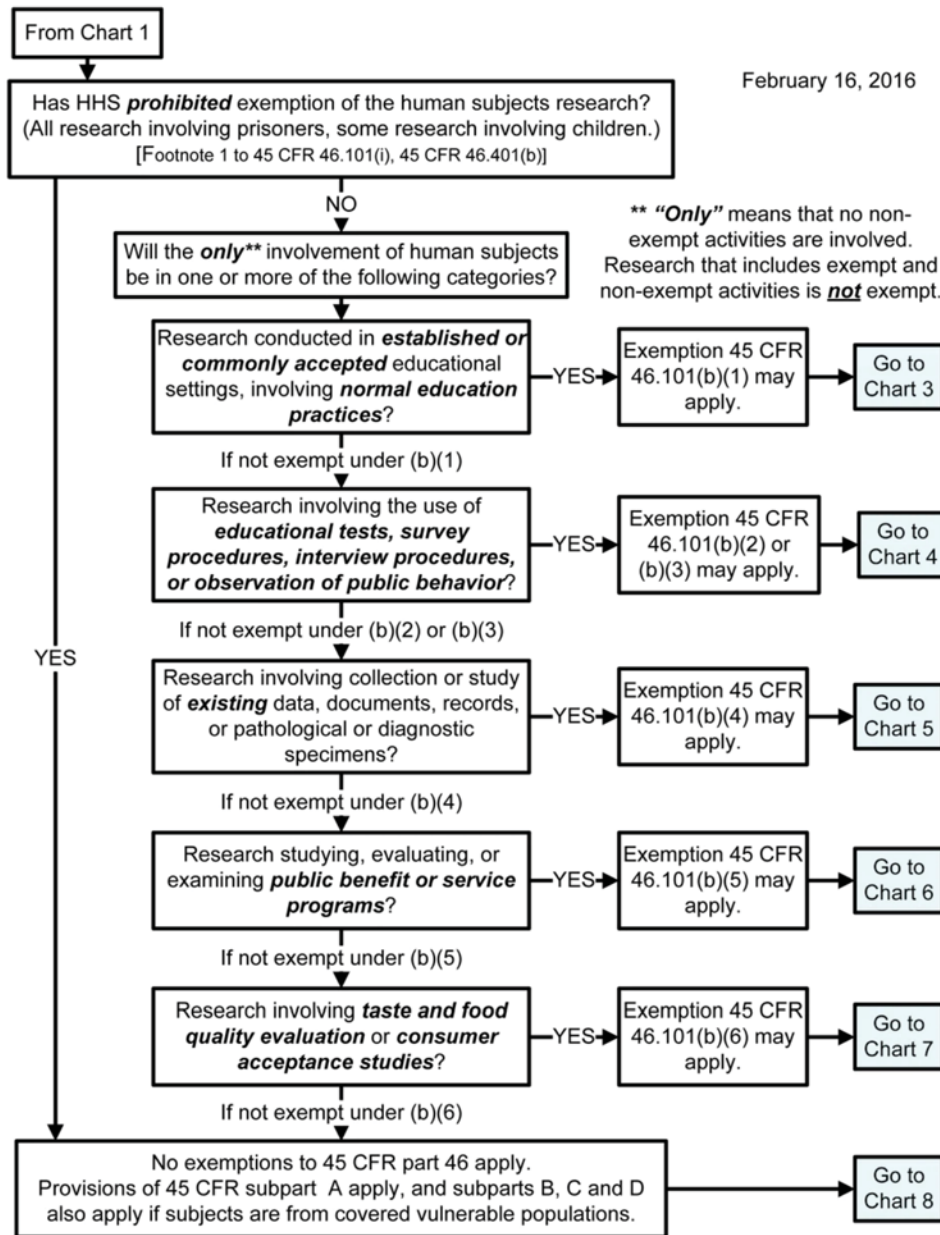 From Chart 1
February 16, 2016
Has HHS prohibited exemption of the human subjects research?
(All research involving prisoners, some research involving children.)
[Footnote 1 to 45 CFR 46.101(i), 45 CFR 46.401(b)]
NO
** "Only" means that no non-
exempt activities are involved.
Research that includes exempt and
non-exempt activities is not exempt.
Will the only** involvement of human subjects
be in one or more of the following categories?
Research conducted in established or
commonly accepted educational
settings, involving normal education
practices?
YES
Exemption 45 CFR
46.101(b)(1) may
apply.
Go to
Chart 3
If not exempt under (b)(1)
Research involving the use of
educational tests, survey
procedures, interview procedures,
or observation of public behavior?
YES
Exemption 45 CFR
46.101(b)(2) or
(b)(3) may apply.
Go to
Chart 4
If not exempt under (b)(2) or (b)(3)
YES
Research involving collection or study
of existing data, documents, records,
or pathological or diagnostic
specimens?
YES
Exemption 45 CFR
46.101(b)(4) may
apply.
Go to
Chart 5
If not exempt under (b)(4)
Research studying, evaluating, or
examining public benefit or service
programs?
YES
Exemption 45 CFR
46.101(b)(5) may
apply.
Go to
Chart 6
If not exempt under (b)(5)
Research involving taste and food
quality evaluation or consumer
acceptance studies?
YES
Exemption 45 CFR
46.101(b)(6) may
apply.
Go to
Chart 7
If not exempt under (b)(6)
No exemptions to 45 CFR part 46 apply.
Provisions of 45 CFR subpart A apply, and subparts B, C and D
also apply if subjects are from covered vulnerable populations.
Go to
Chart 8